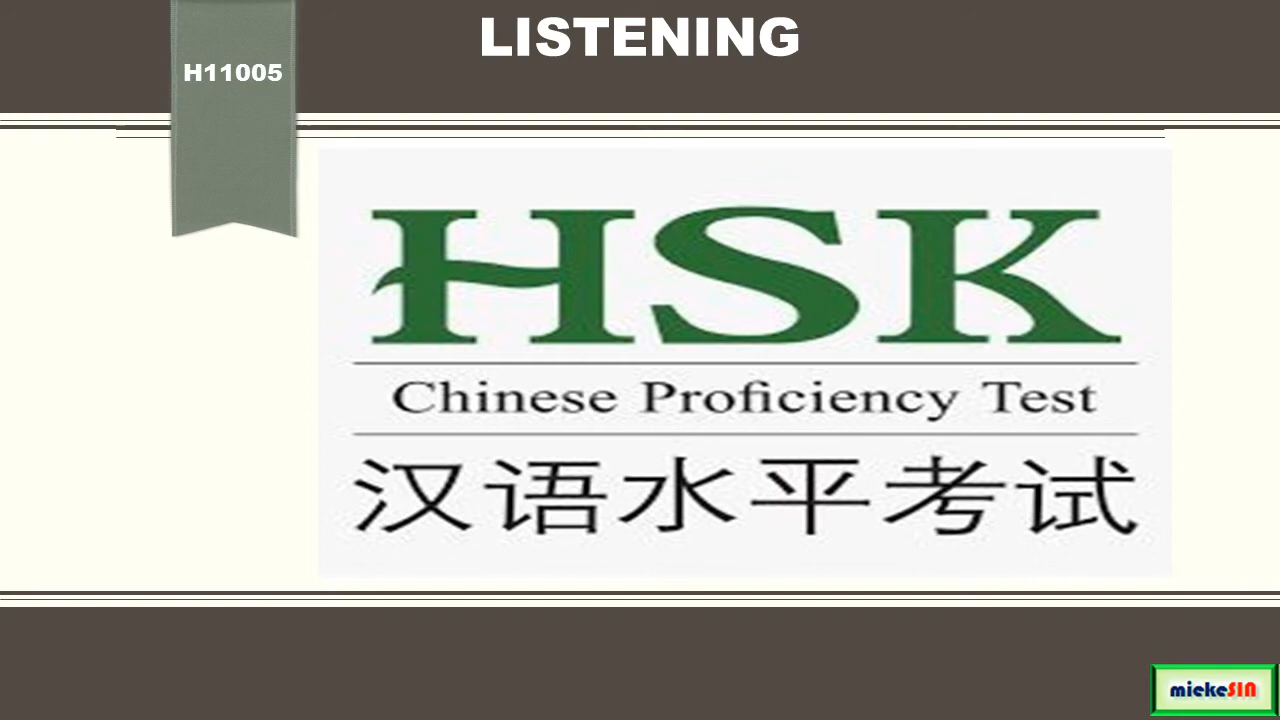 LISTENING
H11005
HSK
Chinese Proficiency Test
汉语水平考试
miekeSIN